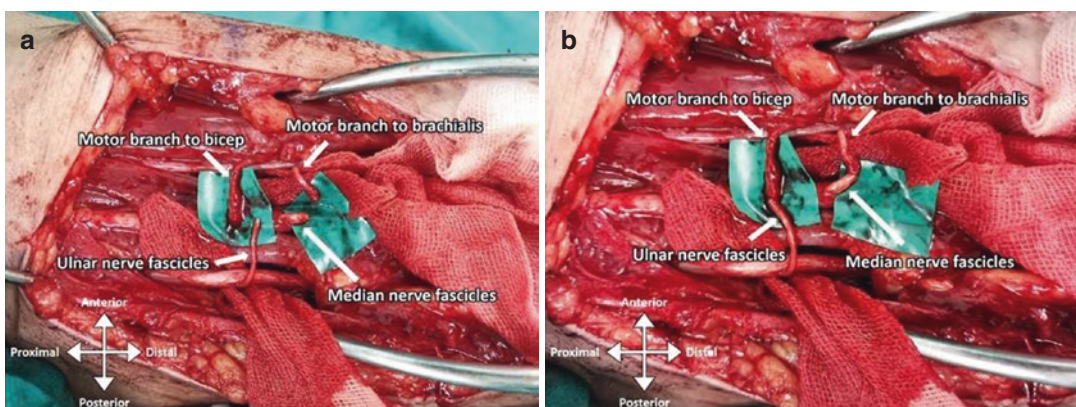 a
Motor branch to bicep
Motor branch to brachialis
Ulnar nerve fascicles
Median nerve fascicles
Anterior
Proximal
Distal
Posterior
b
Motor branch to bicep
Motor branch to brachialis
Ulnar nerve fascicles
Median nerve fascicles
Anterior
Proximal
Distal
Posterior